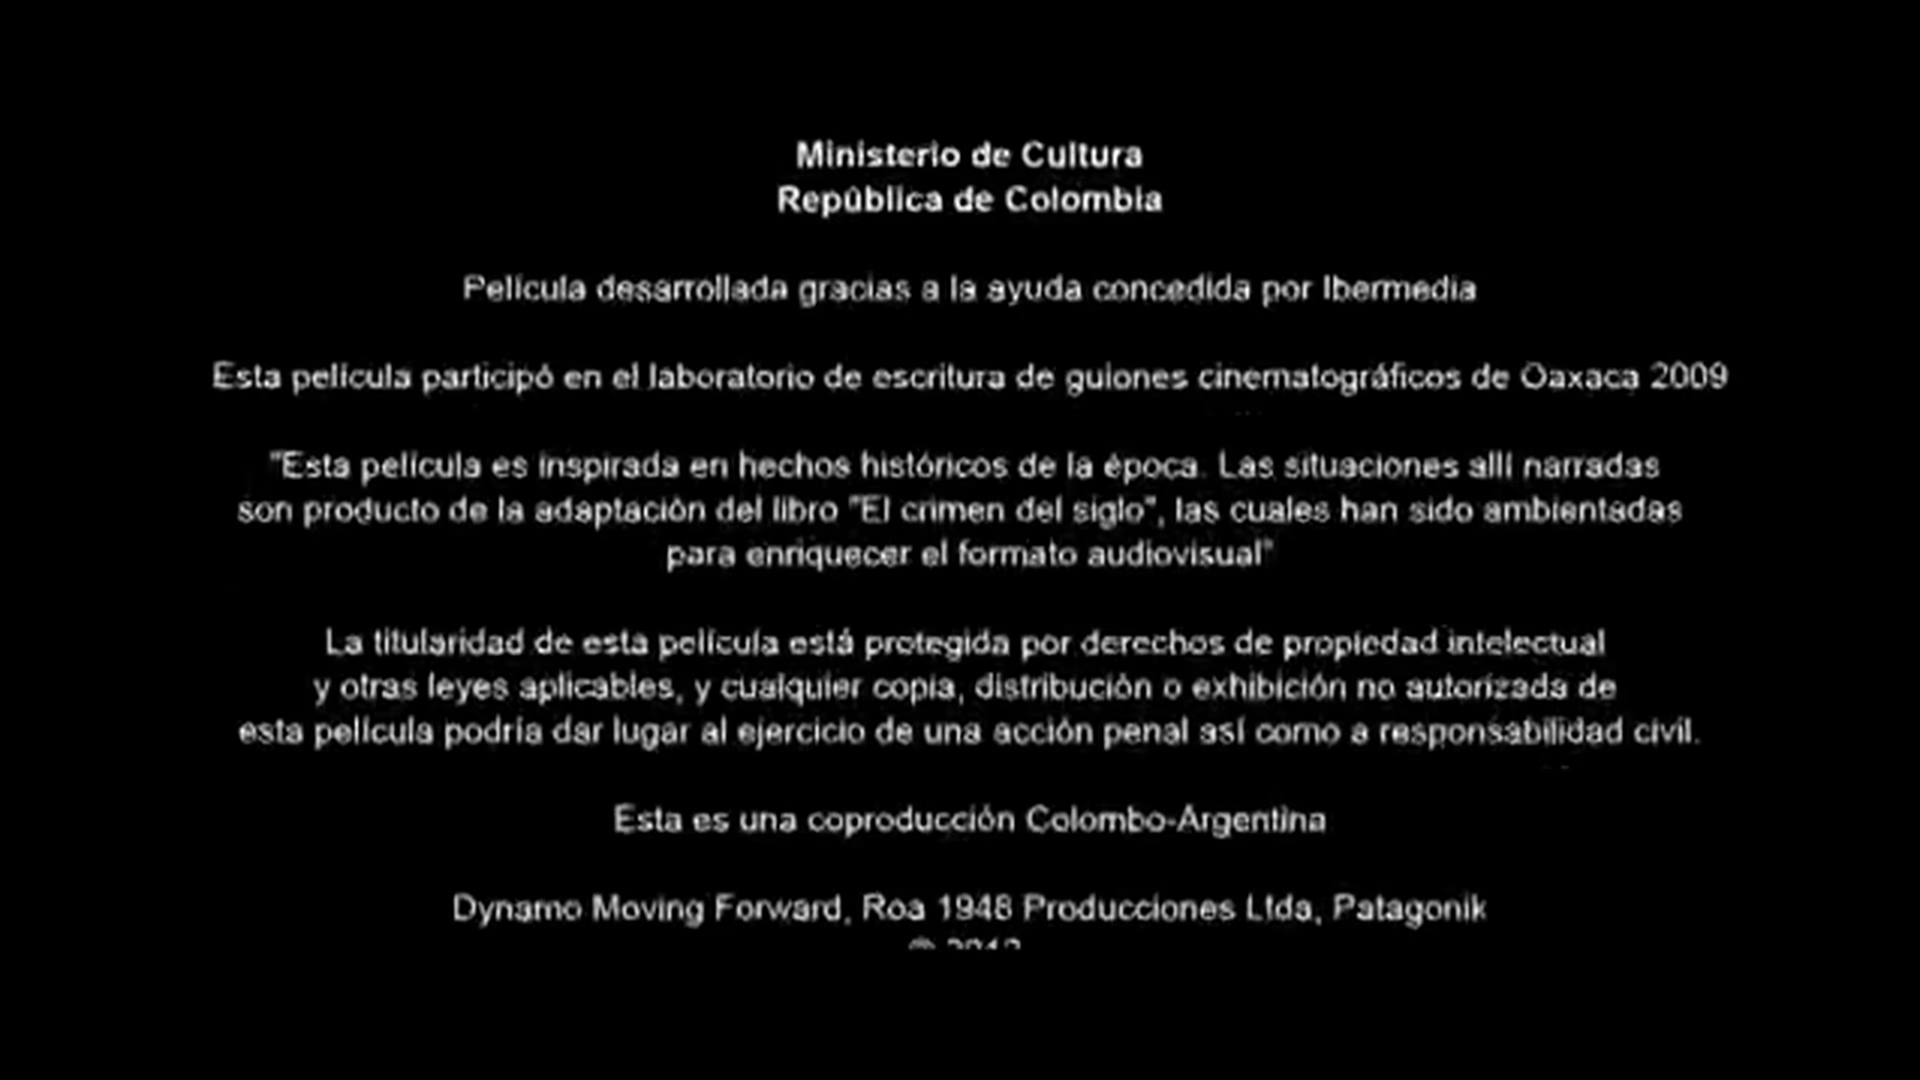 Ministerio de Cultura
República de Colombia
Película desarrollada gracias a la ayuda concedida por Ibermedia
Esta película participó en el laboratorio de escritura de guiones cinematográficos de Oaxaca 2009
"Esta película es inspirada en hechos históricos de la época. Las situaciones allí narradas
son producto de la adaptación del libro "El crimen del siglo", las cuales han sido ambientadas
para enriquecer el formato audiovisual"
La titularidad de esta película está protegida por derechos de propiedad intelectual
y otras leyes aplicables, y cualquier copia, distribución o exhibición no autorizada de
esta película podría dar lugar al ejercicio de una acción penal así como a responsabilidad civil.
Esta es una coproducción Colombo-Argentina
Dynamo Moving Forward, Roa 1948 Producciones Ltda, Patagonik